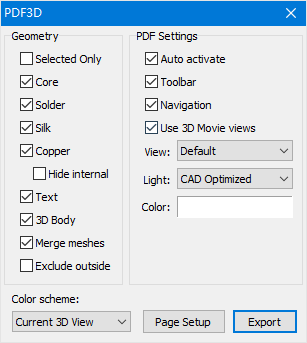 PDF3D
Geometry
Selected Only
Core
Solder
Silk
Copper
Hide internal
Text
3D Body
Merge meshes
Exclude outside
PDF Settings
Auto activate
Toolbar
Navigation
Use 3D Movie views
View: Default
Light: CAD Optimized
Color:
Color scheme:
Current 3D View
Page Setup
Export